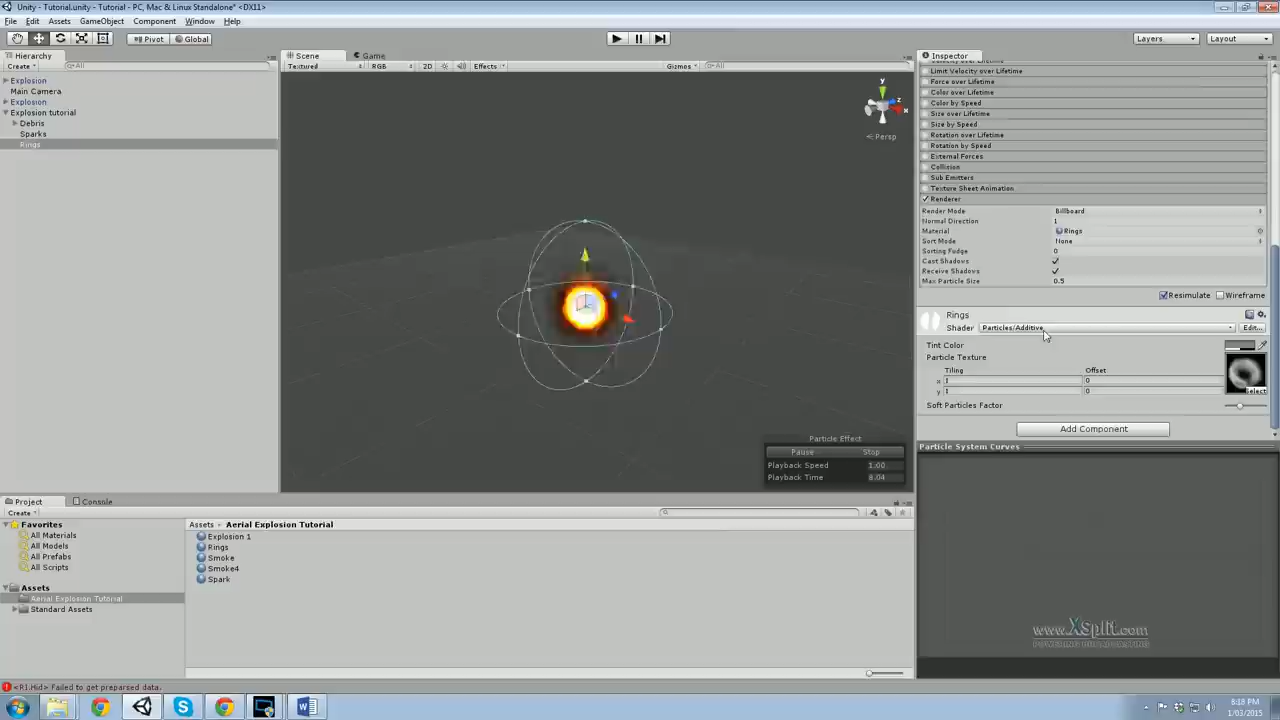 Unity - Tutorial.unity - Tutorial - PC, Mac & Linux Standalone* <DX11>
File Edit Assets GameObject Component Window Help
Pivot Global Layers Layout
Hierarchy Scene Game Inspector
Create All Textured RGB 2D Effects Gizmos All
Explosion
Main Camera
Explosion
Explosion tutorial
Debris
Sparks
Rings
y
z
x
Persp
Particle Effect
Pause Stop
Playback Speed 1.00
Playback Time 8.04
Velocity over Lifetime
Limit Velocity over Lifetime
Force over Lifetime
Color over Lifetime
Color by Speed
Size over Lifetime
Size by Speed
Rotation over Lifetime
Rotation by Speed
External Forces
Collision
Sub Emitters
Texture Sheet Animation
Renderer
Render Mode Billboard
Normal Direction 1
Material Rings
Sort Mode None
Sorting Fudge 0
Cast Shadows
Receive Shadows
Max Particle Size 0.5
Resimulate Wireframe
Rings
Shader Particles/Additive Edit...
Tint Color
Particle Texture
Tiling Offset
x 1 0
y 1 0
Select
Soft Particles Factor
Add Component
Particle System Curves
www.XSplit.com
POWERING BROADCASTING
Project Console
Create
Favorites
All Materials
All Models
All Prefabs
All Scripts
Assets
Aerial Explosion Tutorial
Standard Assets
Assets Aerial Explosion Tutorial
Explosion 1
Rings
Smoke
Smoke4
Spark
<RI.Hid> Failed to get preparsed data.
8:18 PM
1/03/2015